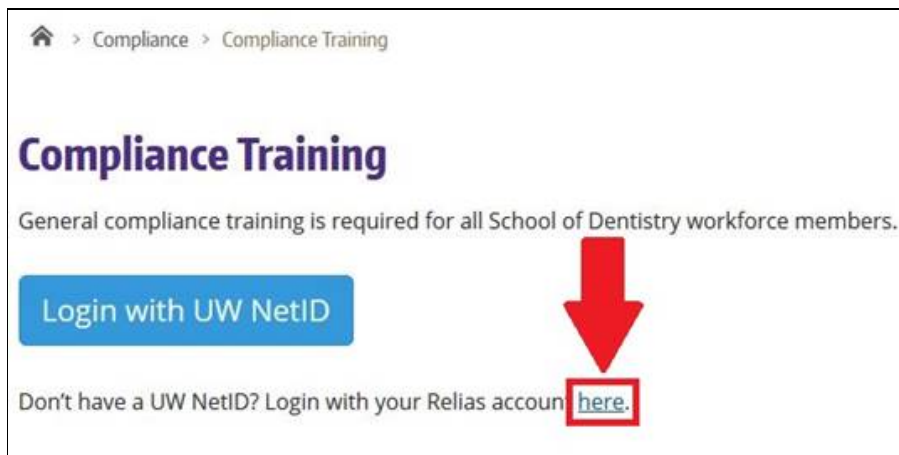 > Compliance > Compliance Training
Compliance Training
General compliance training is required for all School of Dentistry workforce members.
Login with UW NetID
Don't have a UW NetID? Login with your Relias account here.